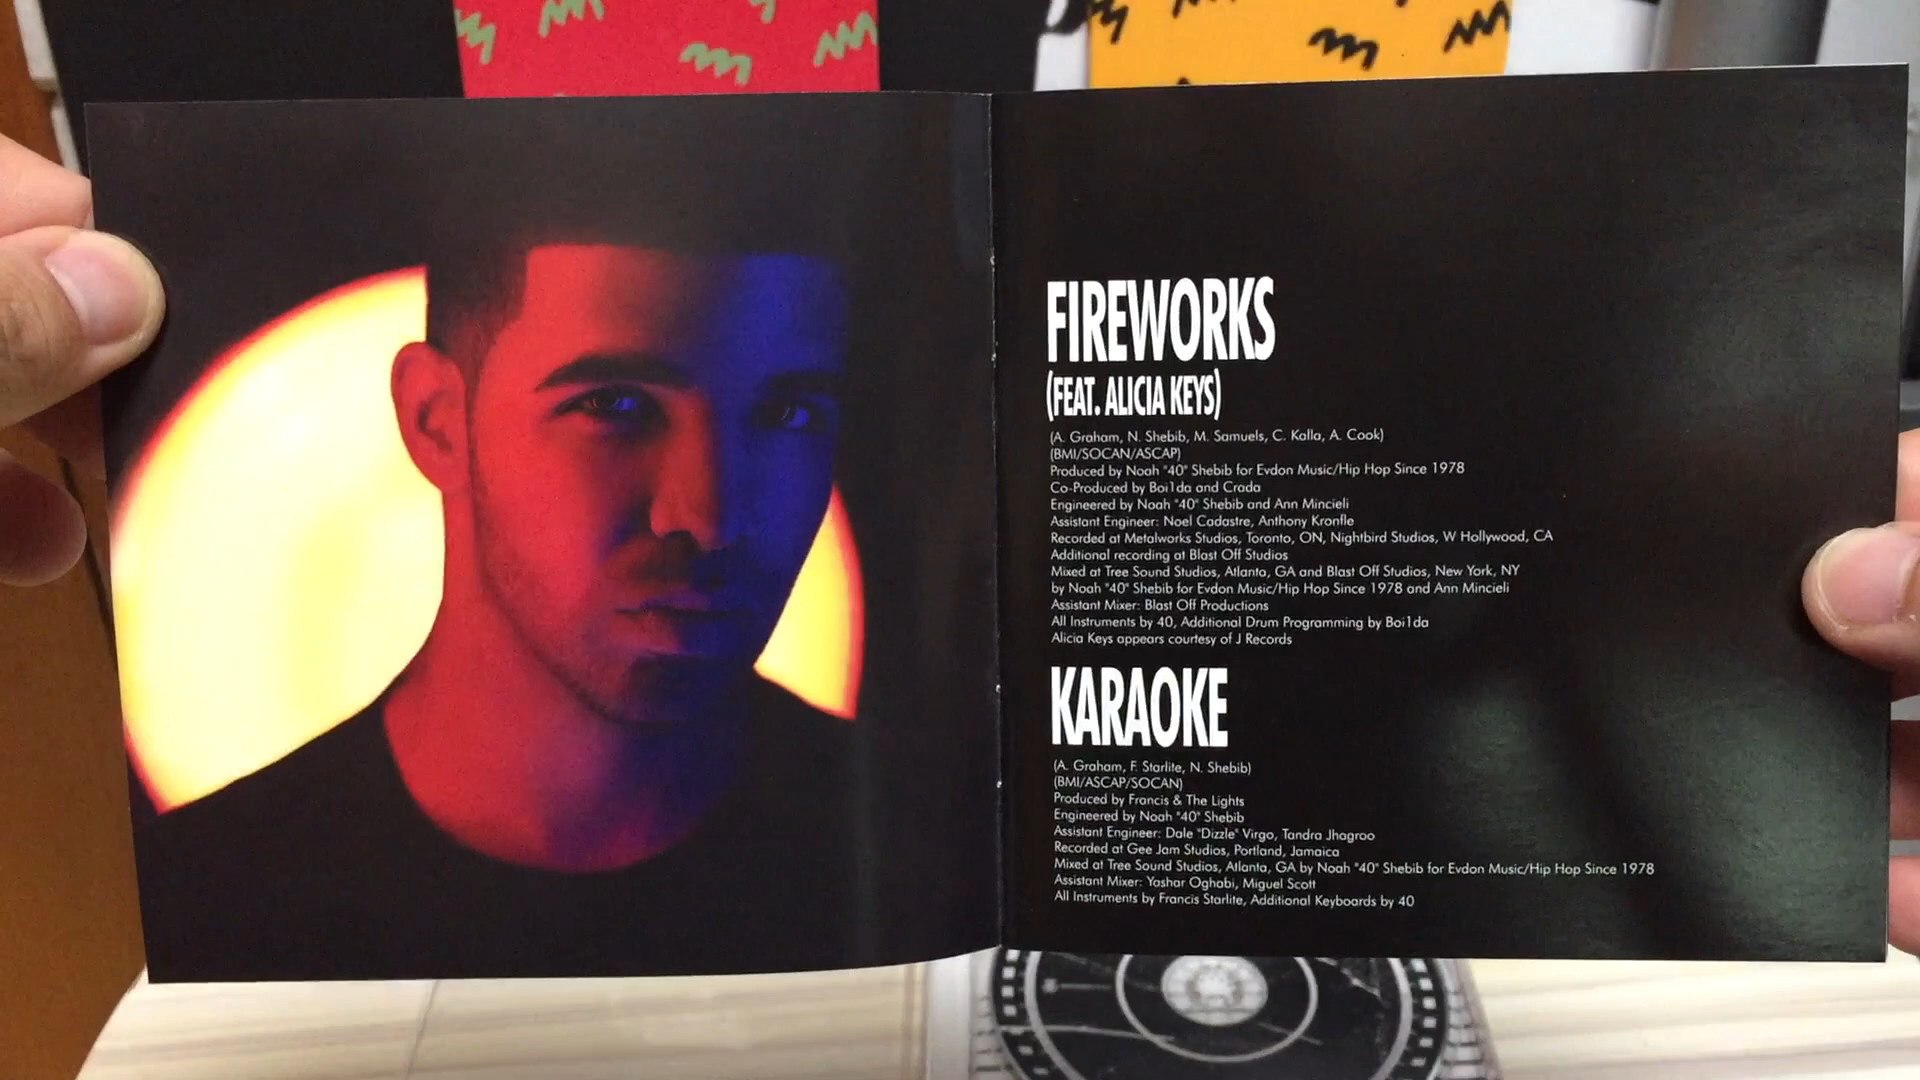 FIREWORKS
(FEAT. ALICIA KEYS)
(A. Graham, N. Shebib, M. Samuels, C. Kalla, A. Cook)
(BMI/SOCAN/ASCAP)
Produced by Noah "40" Shebib for Evdon Music/Hip Hop Since 1978
Co-Produced by Boi1da and Crada
Engineered by Noah "40" Shebib and Ann Mincieli
Assistant Engineer: Noel Cadastre, Anthony Kronfle
Recorded at Metalworks Studios, Toronto, ON, Nightbird Studios, W Hollywood, CA
Additional recording at Blast Off Studios
Mixed at Tree Sound Studios, Atlanta, GA and Blast Off Studios, New York, NY
by Noah "40" Shebib for Evdon Music/Hip Hop Since 1978 and Ann Mincieli
Assistant Mixer: Blast Off Productions
All Instruments by 40, Additional Drum Programming by Boi1da
Alicia Keys appears courtesy of J Records
KARAOKE
(A. Graham, F. Starlite, N. Shebib)
(BMI/ASCAP/SOCAN)
Produced by Francis & The Lights
Engineered by Noah "40" Shebib
Assistant Engineer: Dale "Dizzle" Virgo, Tandra Jhagroo
Recorded at Gee Jam Studios, Portland, Jamaica
Mixed at Tree Sound Studios, Atlanta, GA by Noah "40" Shebib for Evdon Music/Hip Hop Since 1978
Assistant Mixer: Yashar Oghabi, Miguel Scott
All Instruments by Francis Starlite, Additional Keyboards by 40